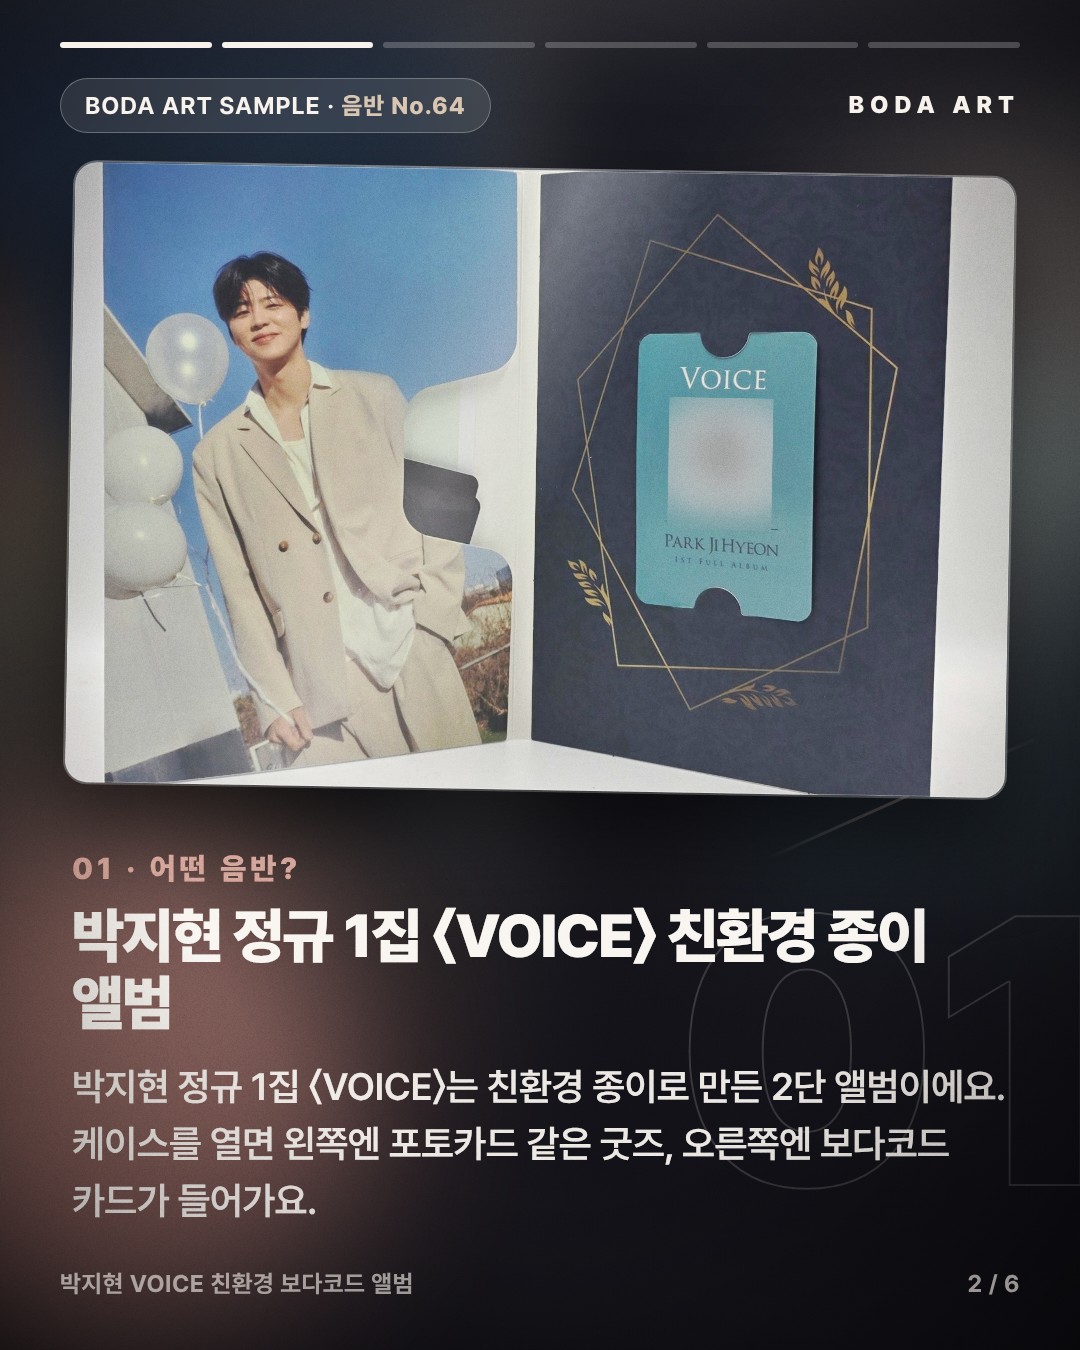 BODA ART SAMPLE · 음반 No.64
BODA ART
VOICE
PARK JI HYEON
1ST FULL ALBUM
01 · 어떤 음반?
박지현 정규 1집 〈VOICE〉 친환경 종이
앨범
01
박지현 정규 1집 〈VOICE〉는 친환경 종이로 만든 2단 앨범이에요.
케이스를 열면 왼쪽엔 포토카드 같은 굿즈, 오른쪽엔 보다코드
카드가 들어가요.
박지현 VOICE 친환경 보다코드 앨범
2 / 6